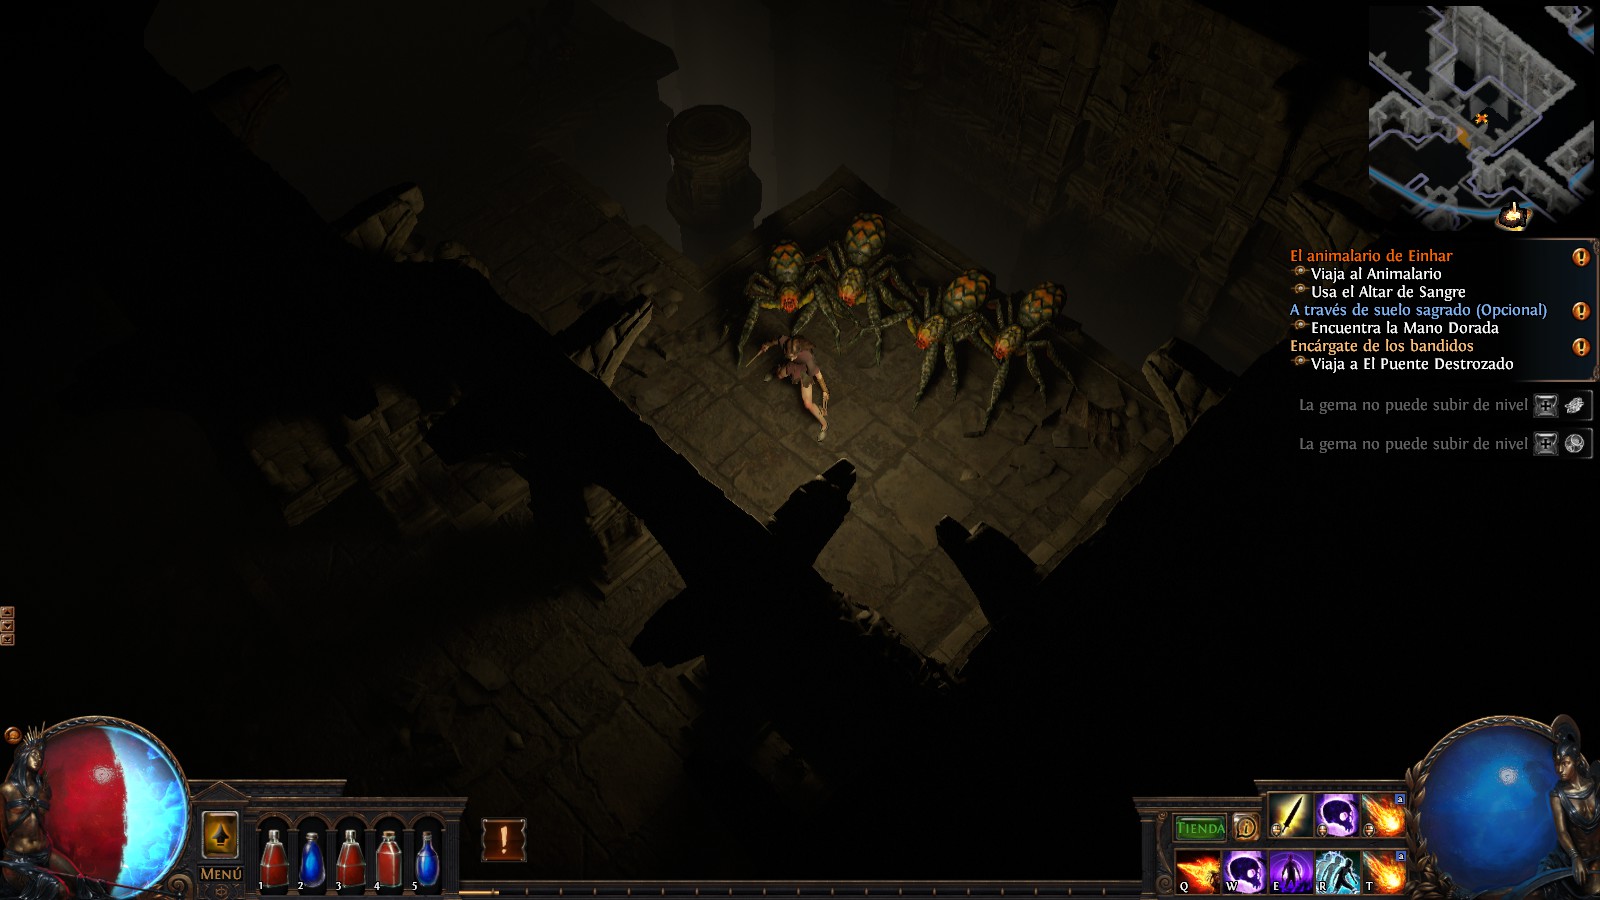 El animalario de Einhar
Viaja al Animalario
Usa el Altar de Sangre
A través de suelo sagrado (Opcional)
Encuentra la Mano Dorada
Encárgate de los bandidos
Viaja a El Puente Destrozado
La gema no puede subir de nivel
La gema no puede subir de nivel
MENÚ
1 2 3 4 5
TIENDA
a
Q W E R T a